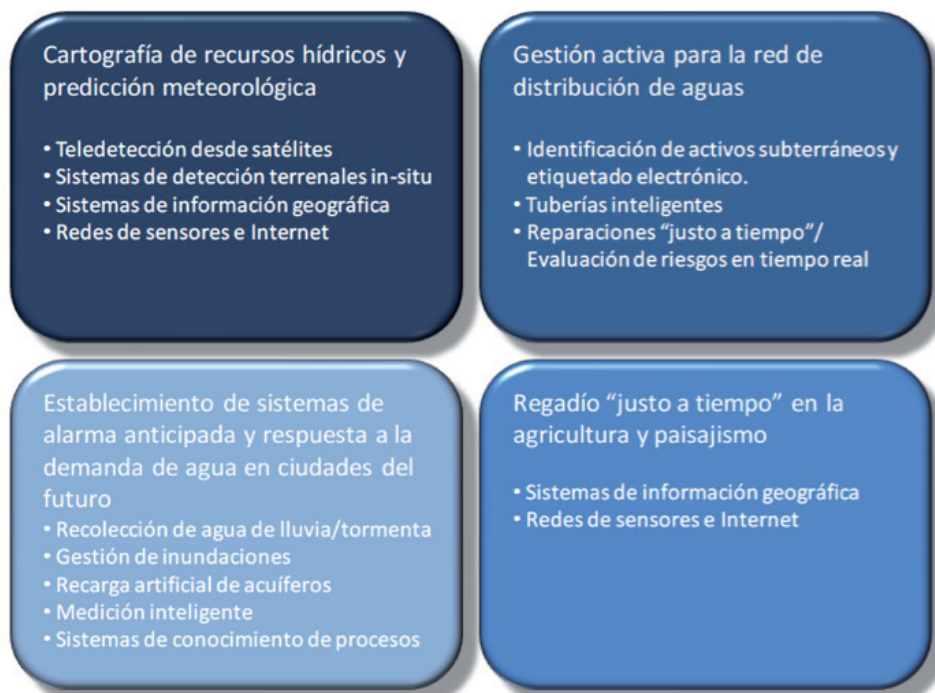 Cartografía de recursos hídricos y
predicción meteorológica
• Teledetección desde satélites
• Sistemas de detección terrenales in-situ
• Sistemas de información geográfica
• Redes de sensores e Internet
Gestión activa para la red de
distribución de aguas
• Identificación de activos subterráneos y
etiquetado electrónico.
• Tuberías inteligentes
• Reparaciones “justo a tiempo”/
Evaluación de riesgos en tiempo real
Establecimiento de sistemas de
alarma anticipada y respuesta a la
demanda de agua en ciudades del
futuro
• Recolección de agua de lluvia/tormenta
• Gestión de inundaciones
• Recarga artificial de acuíferos
• Medición inteligente
• Sistemas de conocimiento de procesos
Regadío “justo a tiempo” en la
agricultura y paisajismo
• Sistemas de información geográfica
• Redes de sensores e Internet